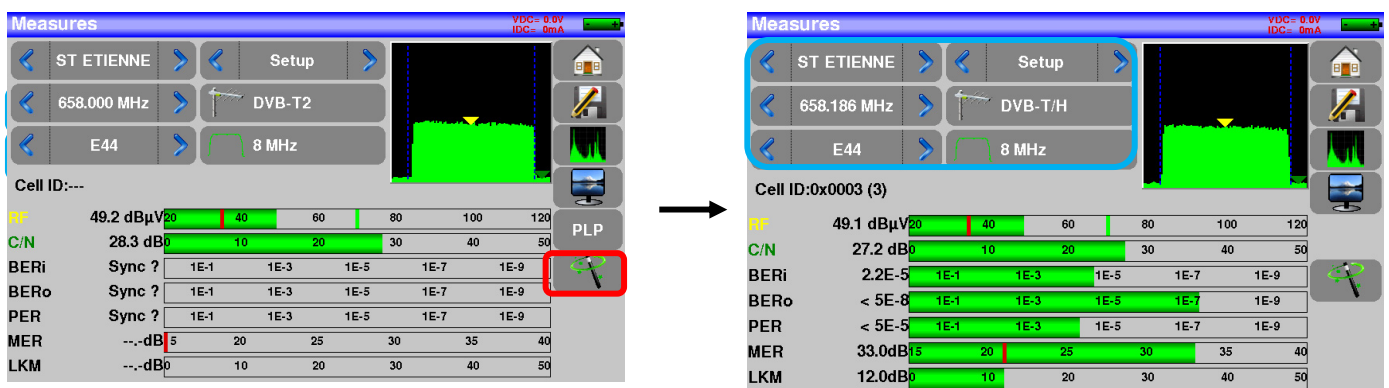 Measures
VDC= 0.0V
IDC= 0mA
ST ETIENNE
Setup
658.000 MHz
DVB-T2
E44
8 MHz
Cell ID:---
RF 49.2 dBµV 20 40 60 80 100 120
PLP
C/N 28.3 dB 0 10 20 30 40 50
BERi Sync ? 1E-1 1E-3 1E-5 1E-7 1E-9
BERo Sync ? 1E-1 1E-3 1E-5 1E-7 1E-9
PER Sync ? 1E-1 1E-3 1E-5 1E-7 1E-9
MER --.-dB 5 20 25 30 35 40
LKM --.-dB 0 10 20 30 40 50
Measures
VDC= 0.0V
IDC= 0mA
ST ETIENNE
Setup
658.186 MHz
DVB-T/H
E44
8 MHz
Cell ID:0x0003 (3)
RF 49.1 dBµV 20 40 60 80 100 120
C/N 27.2 dB 0 10 20 30 40 50
BERi 2.2E-5 1E-1 1E-3 1E-5 1E-7 1E-9
BERo < 5E-8 1E-1 1E-3 1E-5 1E-7 1E-9
PER < 5E-5 1E-1 1E-3 1E-5 1E-7 1E-9
MER 33.0dB 15 20 25 30 35 40
LKM 12.0dB 0 10 20 30 40 50